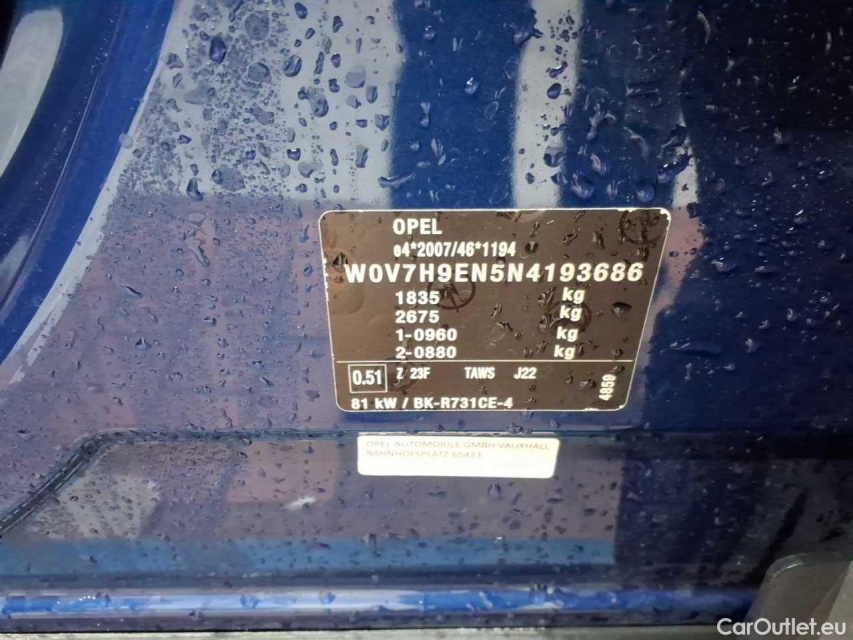 OPEL
e4*2007/46*1194
W0V7H9EN5N4193686
1835 kg
2675 kg
1-0960 kg
2-0880 kg
0.51 Z 23F TAWS J22
4859
81 kW / BK-R731CE-4
OPEL AUTOMOBILE GMBH VAUXHALL
BAHNHOFSPLATZ 65423
CarOutlet.eu